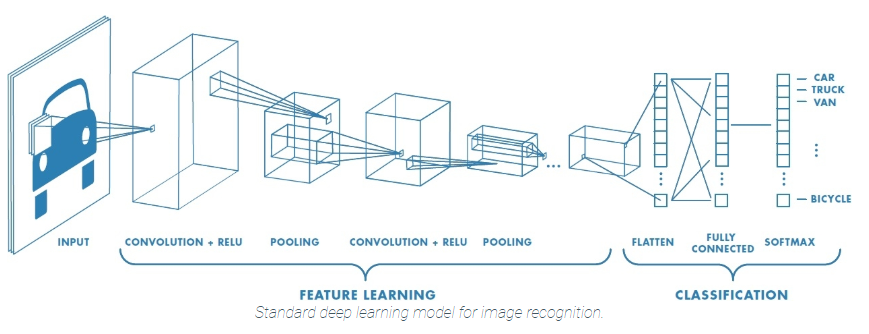 CAR
TRUCK
VAN
BICYCLE
INPUT
CONVOLUTION + RELU
POOLING
CONVOLUTION + RELU
POOLING
FLATTEN
FULLY
CONNECTED
SOFTMAX
FEATURE LEARNING
CLASSIFICATION
Standard deep learning model for image recognition.